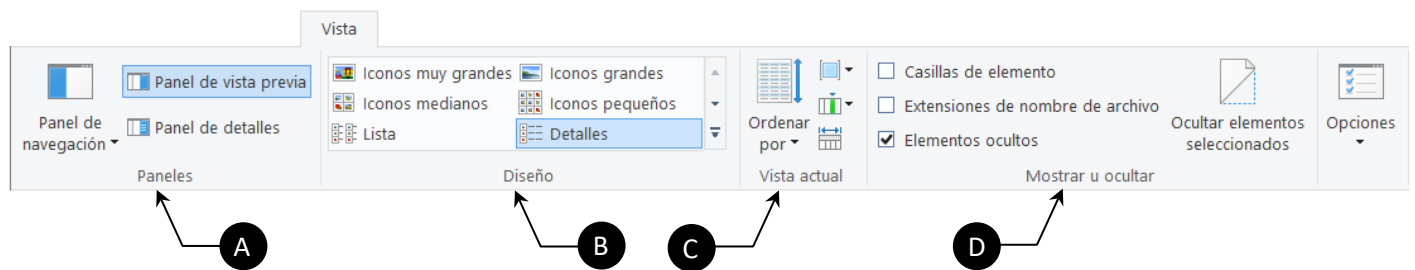 Vista
Panel de navegación
Panel de vista previa
Panel de detalles
Paneles
Iconos muy grandes
Iconos grandes
Iconos medianos
Iconos pequeños
Lista
Detalles
Diseño
Ordenar por
Vista actual
Casillas de elemento
Extensiones de nombre de archivo
Elementos ocultos
Ocultar elementos
seleccionados
Mostrar u ocultar
Opciones
A
B
C
D